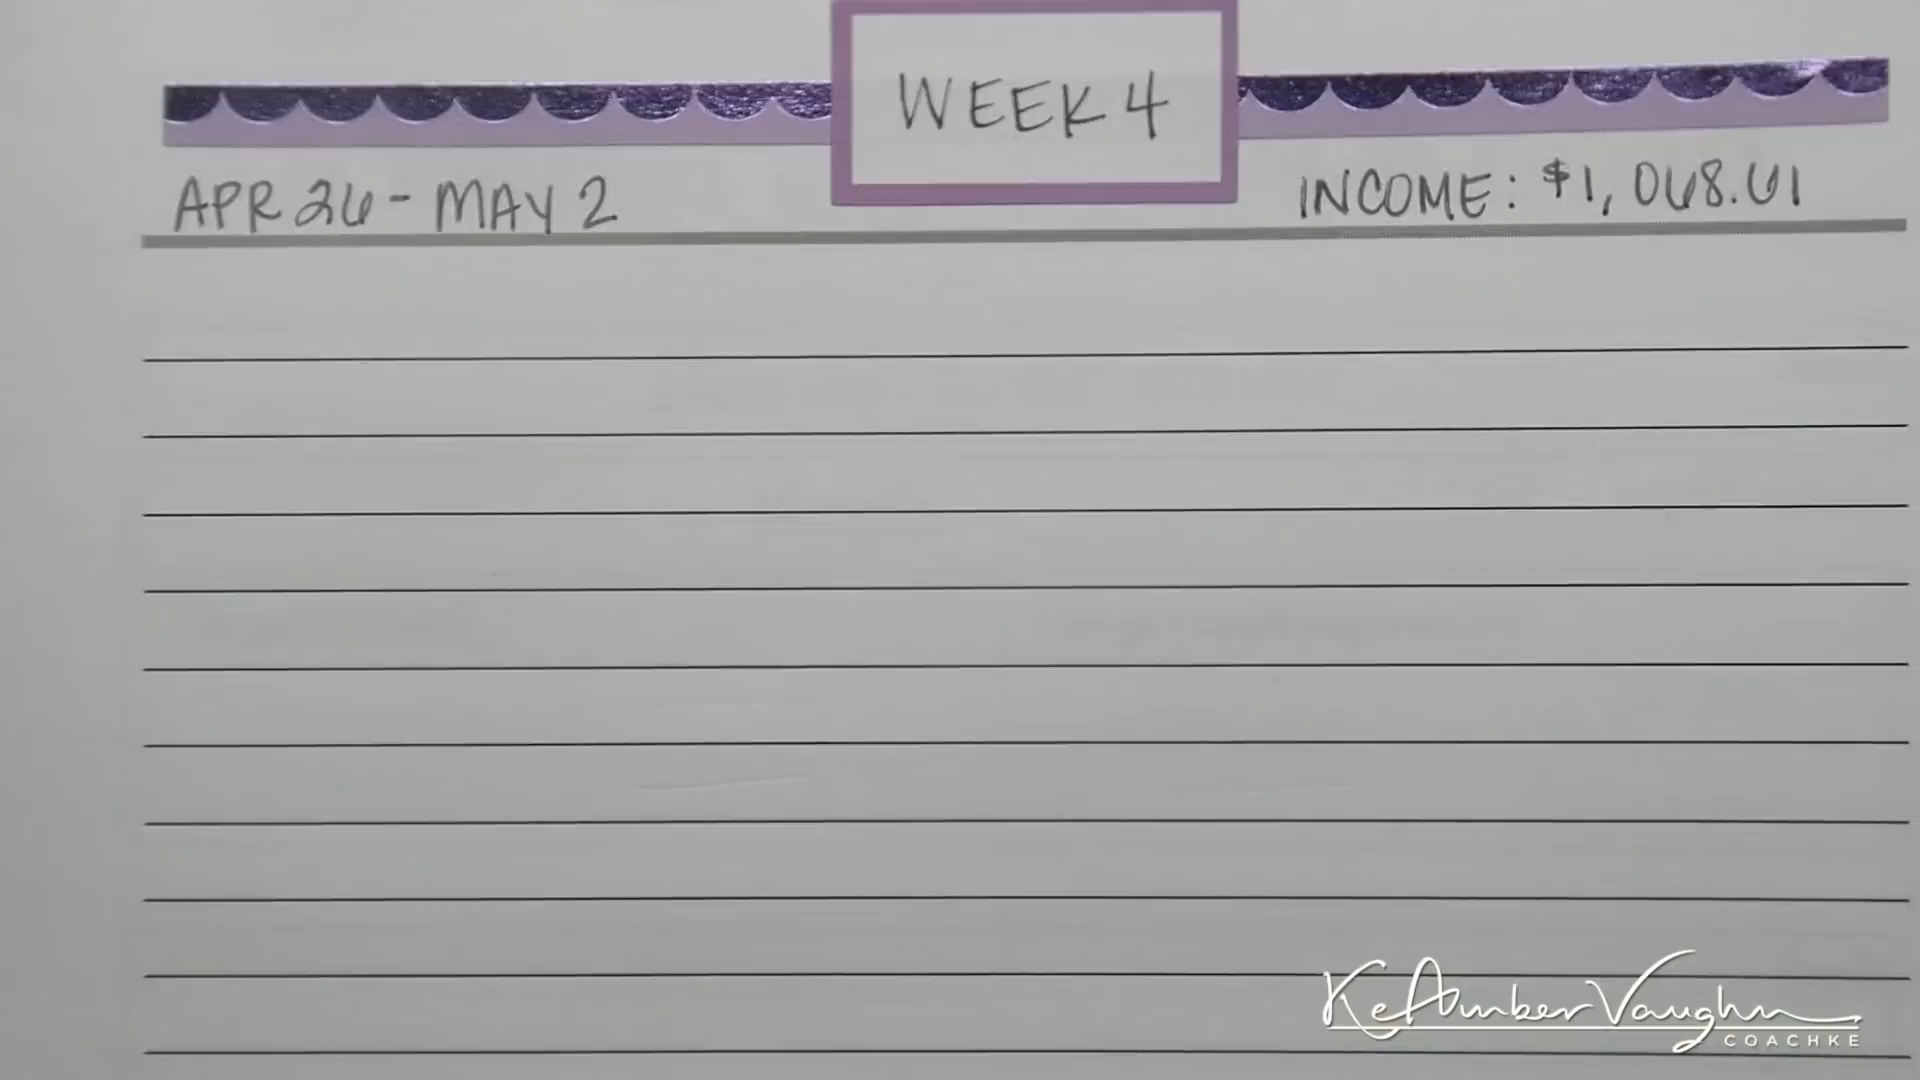 WEEK 4
APR 26 - MAY 2
INCOME: $1,068.61
KeAmber Vaughn
COACHKE